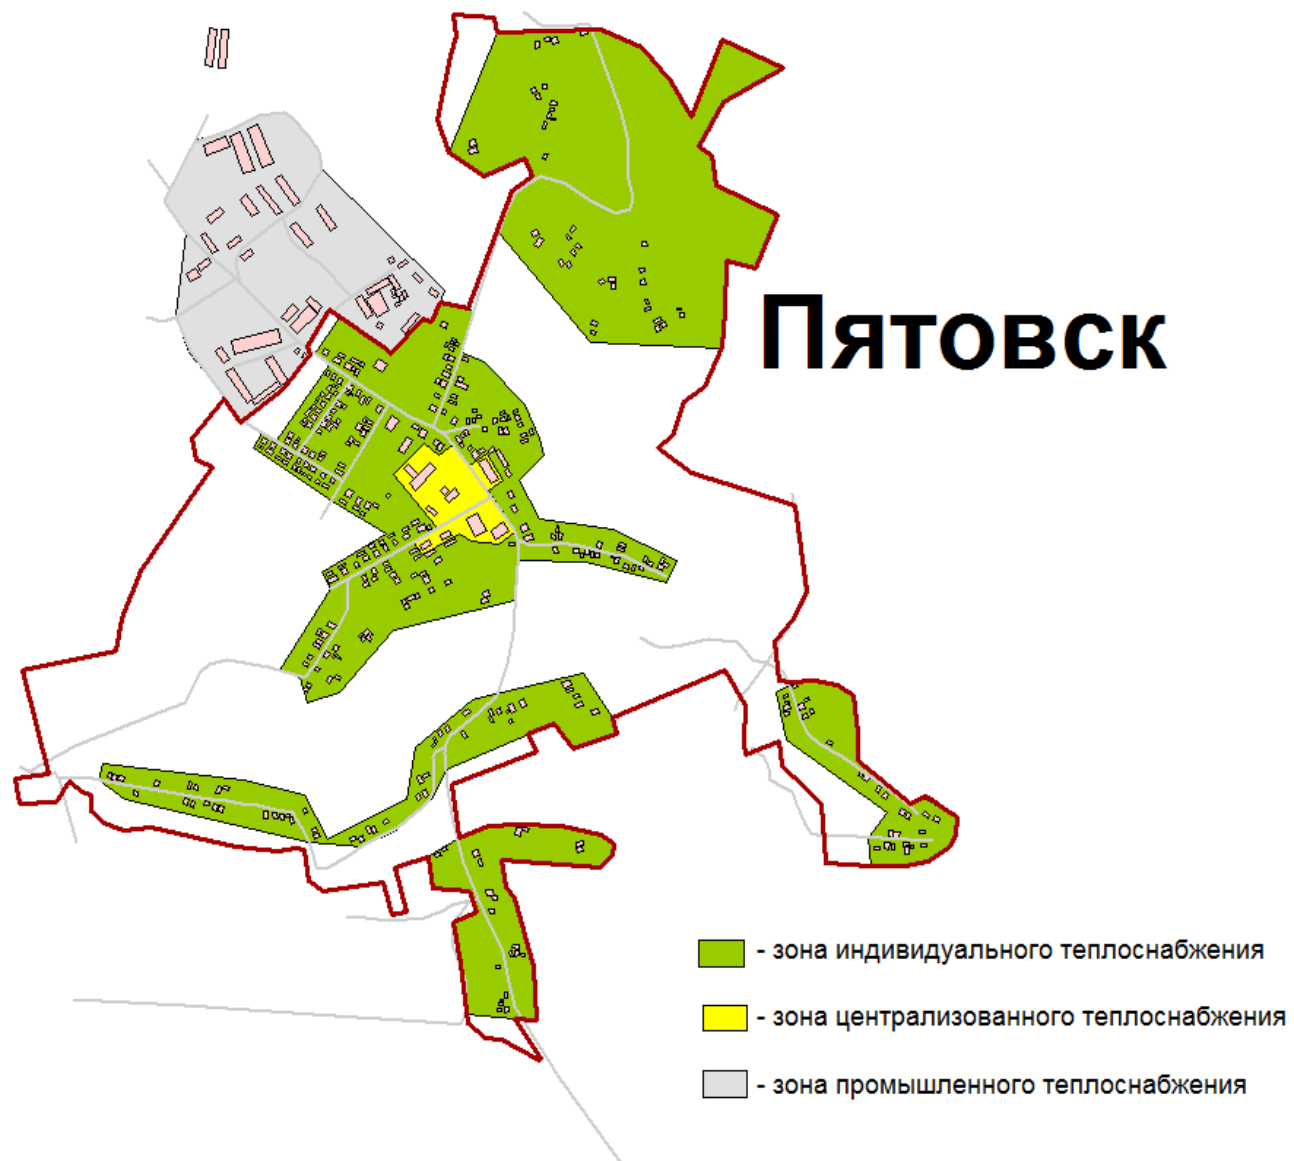 Пятовск
- зона индивидуального теплоснабжения
- зона централизованного теплоснабжения
- зона промышленного теплоснабжения